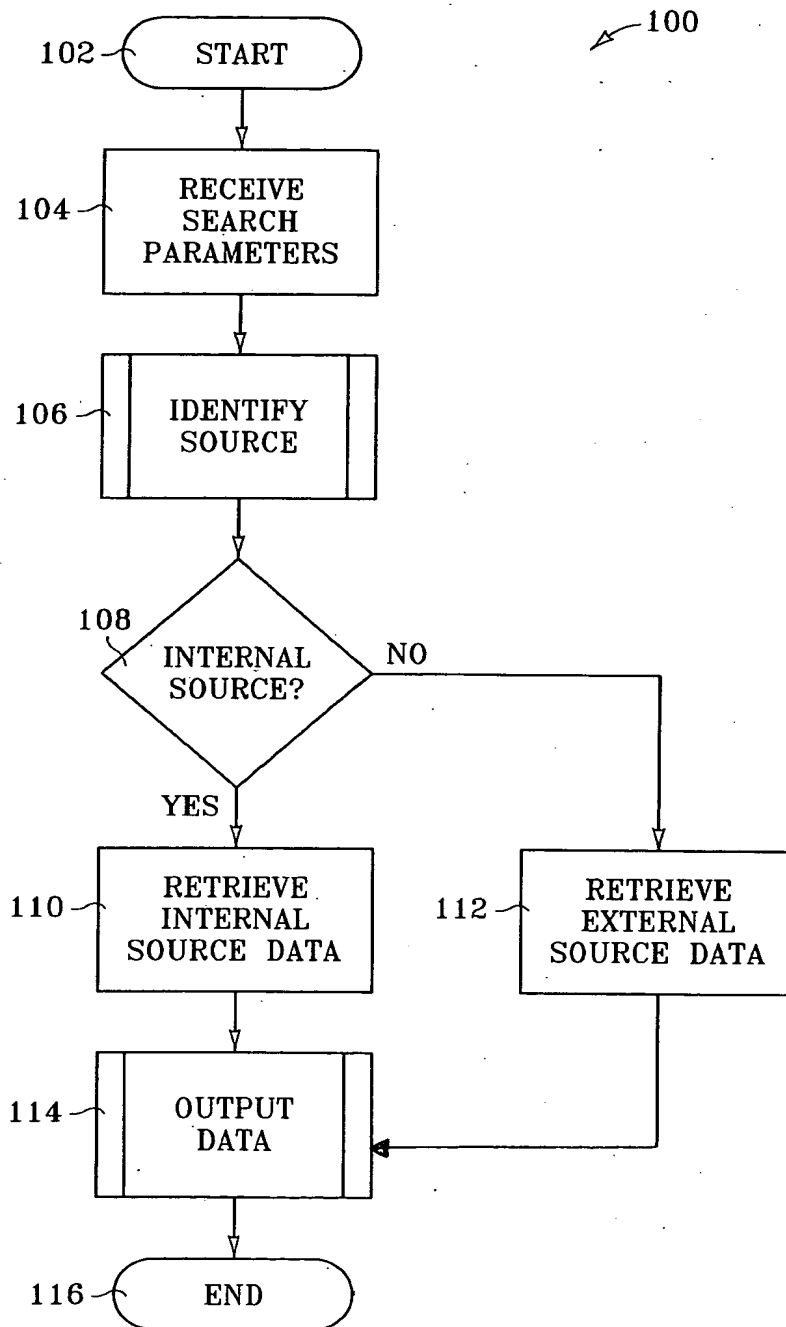 100
102
START
104
RECEIVE
SEARCH
PARAMETERS
106
IDENTIFY
SOURCE
108
INTERNAL
SOURCE?
NO
YES
110
RETRIEVE
INTERNAL
SOURCE DATA
112
RETRIEVE
EXTERNAL
SOURCE DATA
114
OUTPUT
DATA
116
END